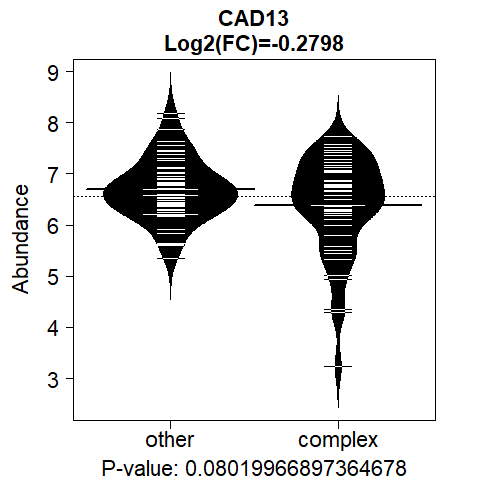 CAD13
Log2(FC)=-0.2798
Abundance
9
8
7
6
5
4
3
other complex
P-value: 0.08019966897364678